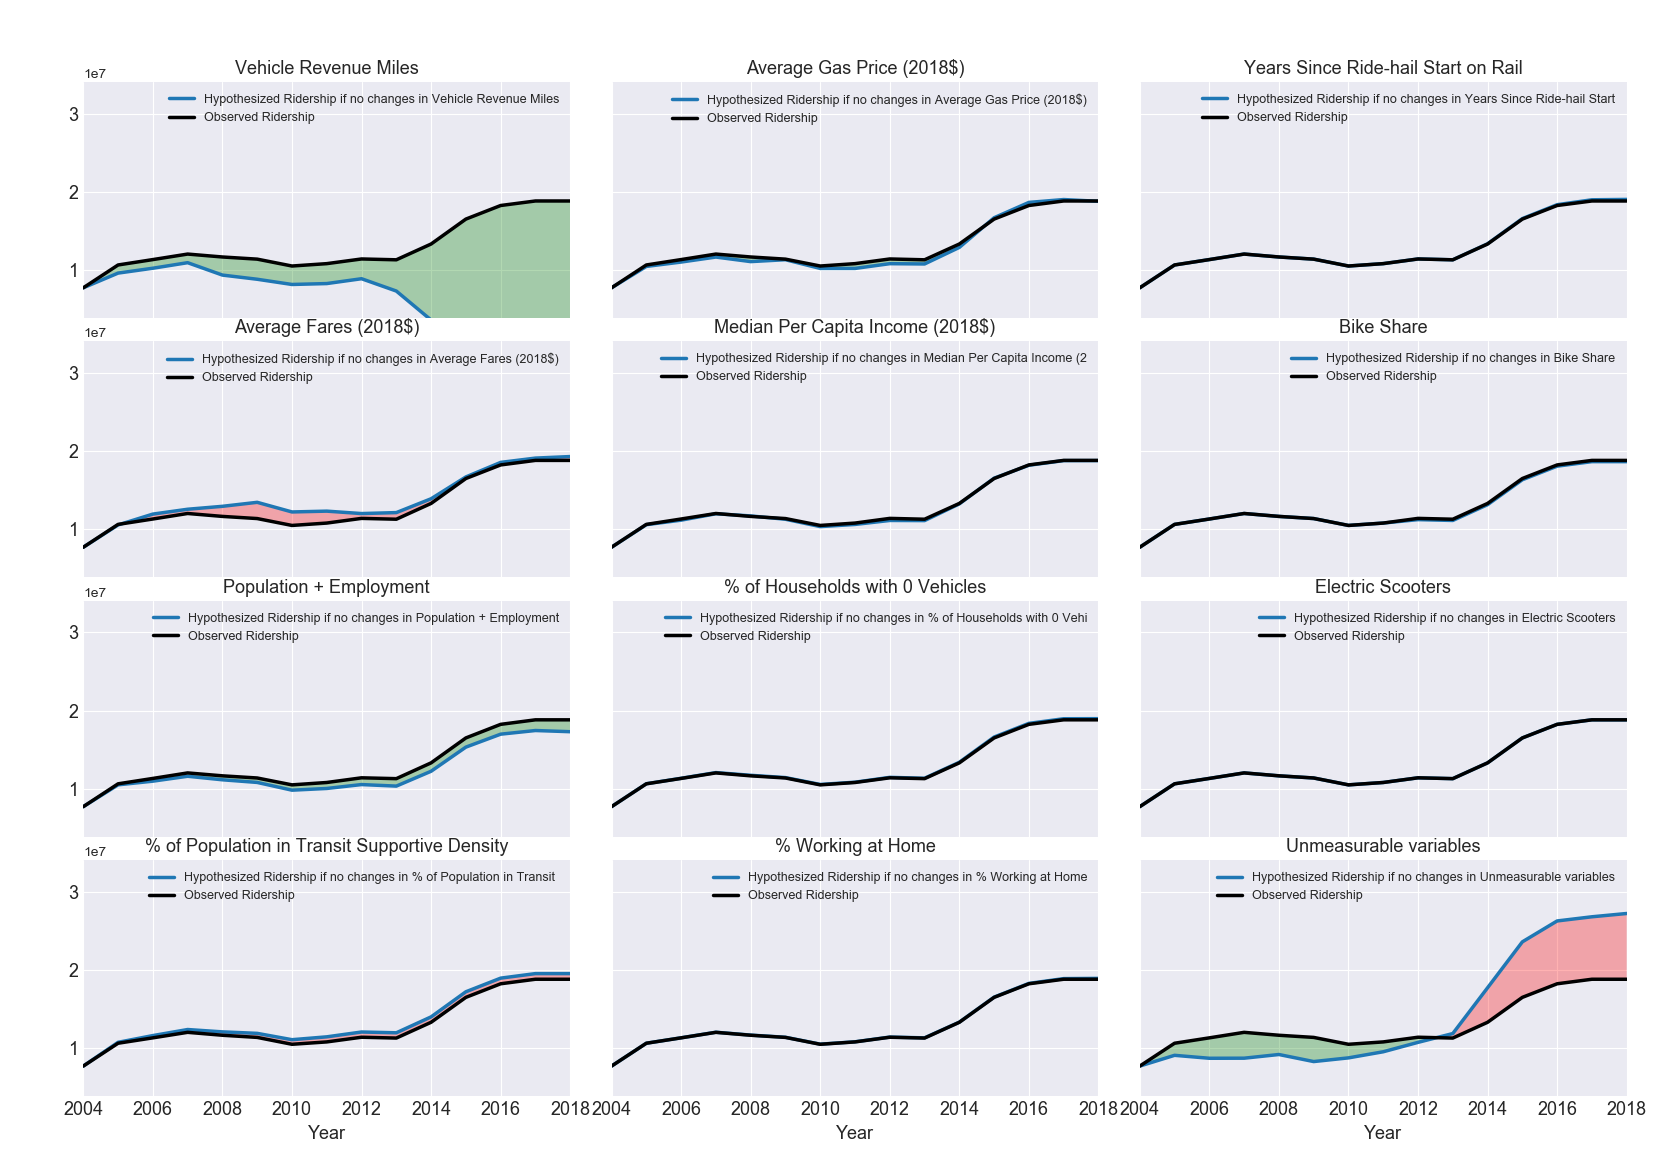 Vehicle Revenue Miles
1e7
Hypothesized Ridership if no changes in Vehicle Revenue Miles
Observed Ridership
3
2
1
Average Gas Price (2018$)
Hypothesized Ridership if no changes in Average Gas Price (2018$)
Observed Ridership
Years Since Ride-hail Start on Rail
Hypothesized Ridership if no changes in Years Since Ride-hail Start
Observed Ridership
Average Fares (2018$)
1e7
Hypothesized Ridership if no changes in Average Fares (2018$)
Observed Ridership
3
2
1
Median Per Capita Income (2018$)
Hypothesized Ridership if no changes in Median Per Capita Income (2
Observed Ridership
Bike Share
Hypothesized Ridership if no changes in Bike Share
Observed Ridership
Population + Employment
1e7
Hypothesized Ridership if no changes in Population + Employment
Observed Ridership
3
2
1
% of Households with 0 Vehicles
Hypothesized Ridership if no changes in % of Households with 0 Vehi
Observed Ridership
Electric Scooters
Hypothesized Ridership if no changes in Electric Scooters
Observed Ridership
% of Population in Transit Supportive Density
1e7
Hypothesized Ridership if no changes in % of Population in Transit
Observed Ridership
3
2
1
2004 2006 2008 2010 2012 2014 2016 2018
Year
% Working at Home
Hypothesized Ridership if no changes in % Working at Home
Observed Ridership
2004 2006 2008 2010 2012 2014 2016 2018
Year
Unmeasurable variables
Hypothesized Ridership if no changes in Unmeasurable variables
Observed Ridership
2004 2006 2008 2010 2012 2014 2016 2018
Year